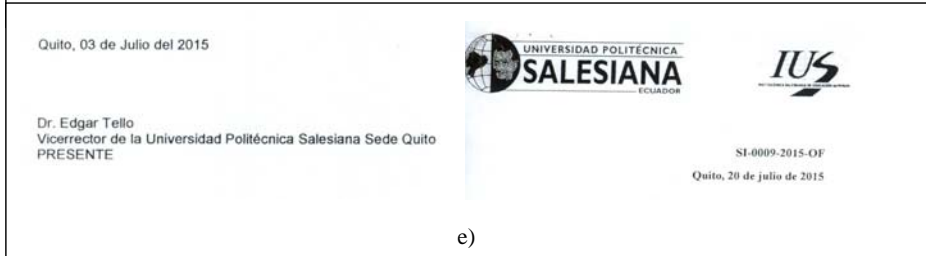 Quito, 03 de Julio del 2015
Dr. Edgar Tello
Vicerrector de la Universidad Politécnica Salesiana Sede Quito
PRESENTE
UNIVERSIDAD POLITÉCNICA
SALESIANA
ECUADOR
IUS
SI-0009-2015-OF
Quito, 20 de julio de 2015
e)